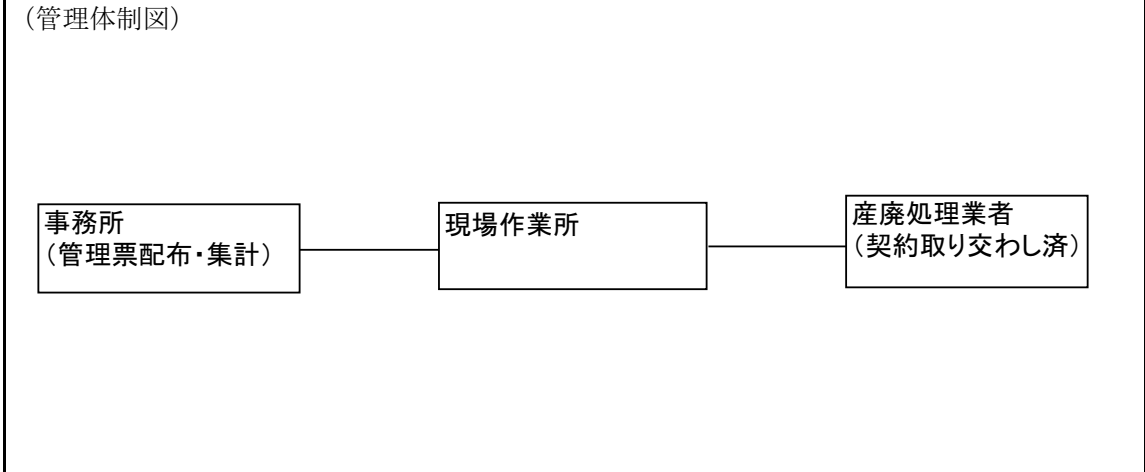 （管理体制図）
事務所
（管理票配布・集計）
現場作業所
産廃処理業者
（契約取り交わし済）